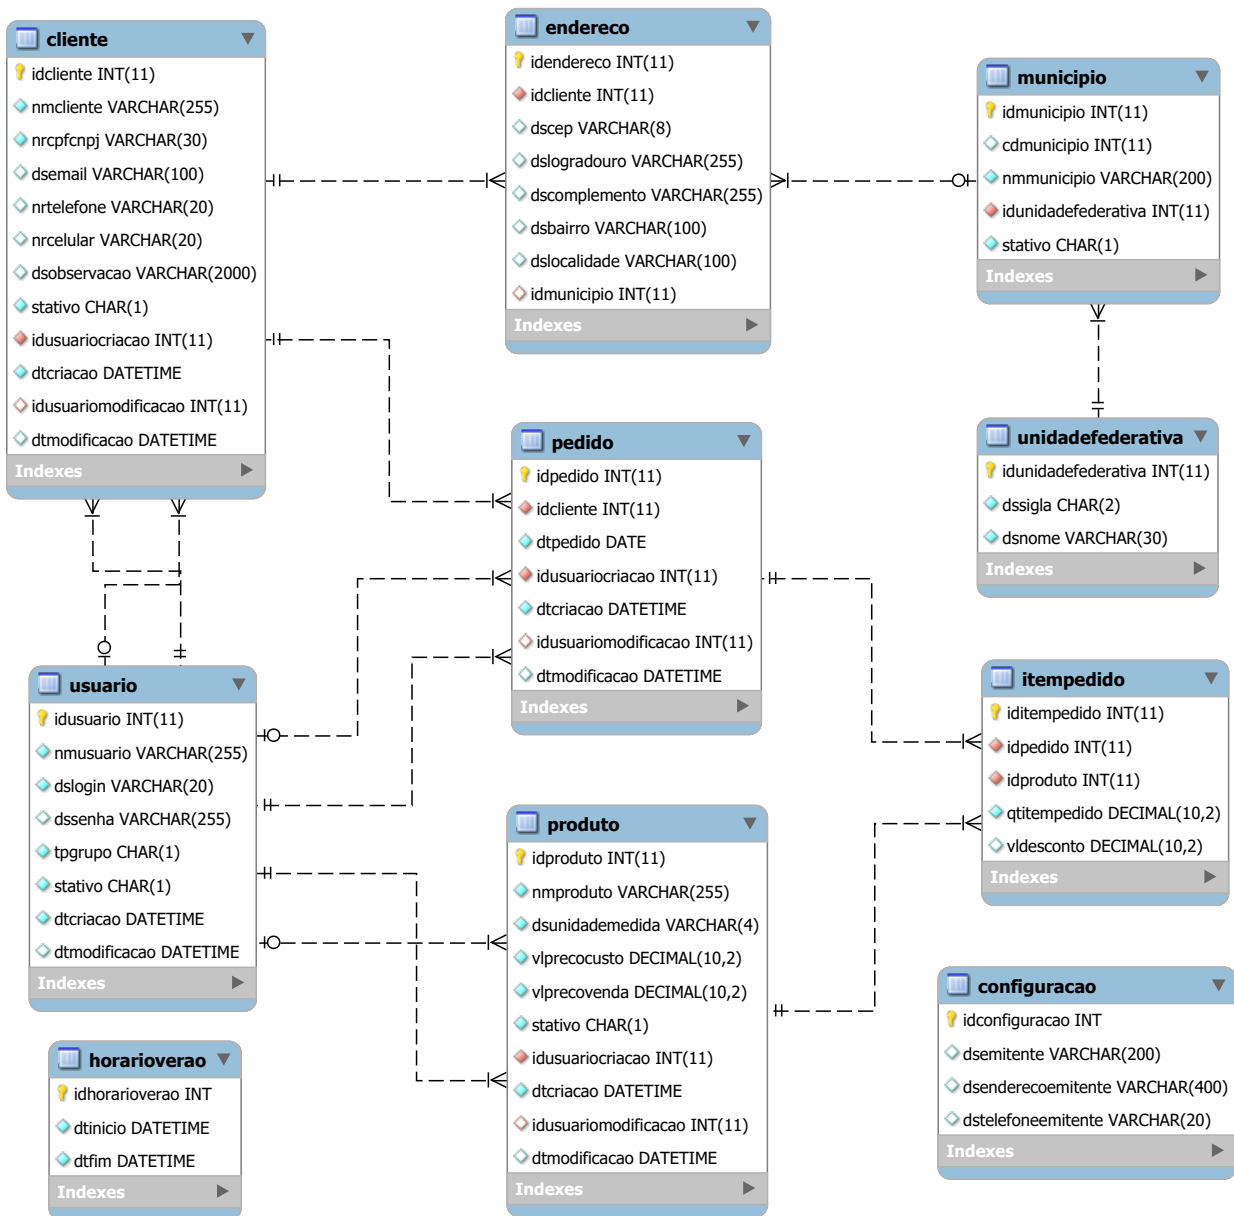 cliente
idcliente INT(11)
nmcliente VARCHAR(255)
nrcpfcnpj VARCHAR(30)
dsemail VARCHAR(100)
nrtelefone VARCHAR(20)
nrcelular VARCHAR(20)
dsobservacao VARCHAR(2000)
stativo CHAR(1)
idusuariocriacao INT(11)
dtcriacao DATETIME
idusuariomodificacao INT(11)
dtmodificacao DATETIME
Indexes
endereco
idendereco INT(11)
idcliente INT(11)
dscep VARCHAR(8)
dslogradouro VARCHAR(255)
dscomplemento VARCHAR(255)
dsbairro VARCHAR(100)
dslocalidade VARCHAR(100)
idmunicipio INT(11)
Indexes
municipio
idmunicipio INT(11)
cdmunicipio INT(11)
nmmunicipio VARCHAR(200)
idunidadefederativa INT(11)
stativo CHAR(1)
Indexes
pedido
idpedido INT(11)
idcliente INT(11)
dtpedido DATE
idusuariocriacao INT(11)
dtcriacao DATETIME
idusuariomodificacao INT(11)
dtmodificacao DATETIME
Indexes
unidadefederativa
idunidadefederativa INT(11)
dssigla CHAR(2)
dsnome VARCHAR(30)
Indexes
usuario
idusuario INT(11)
nmusuario VARCHAR(255)
dslogin VARCHAR(20)
dssenha VARCHAR(255)
tpgrupo CHAR(1)
stativo CHAR(1)
dtcriacao DATETIME
dtmodificacao DATETIME
Indexes
itempedido
iditempedido INT(11)
idpedido INT(11)
idproduto INT(11)
qtitempedido DECIMAL(10,2)
vldesconto DECIMAL(10,2)
Indexes
produto
idproduto INT(11)
nmproduto VARCHAR(255)
dsunidademedida VARCHAR(4)
vlprecocusto DECIMAL(10,2)
vlprecovenda DECIMAL(10,2)
stativo CHAR(1)
idusuariocriacao INT(11)
dtcriacao DATETIME
idusuariomodificacao INT(11)
dtmodificacao DATETIME
Indexes
configuracao
idconfiguracao INT
dsemitente VARCHAR(200)
dsenderecoemitente VARCHAR(400)
dstelefoneemitente VARCHAR(20)
Indexes
horarioverao
idhorarioverao INT
dtinicio DATETIME
dtfim DATETIME
Indexes